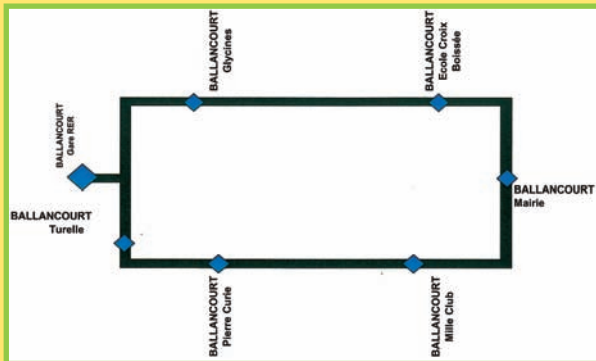 BALLANCOURT
Glycines
BALLANCOURT
Ecole Croix
Boissée
BALLANCOURT
Gare RER
BALLANCOURT
Mairie
BALLANCOURT
Turelle
BALLANCOURT
Pierre Curie
BALLANCOURT
Mille Club